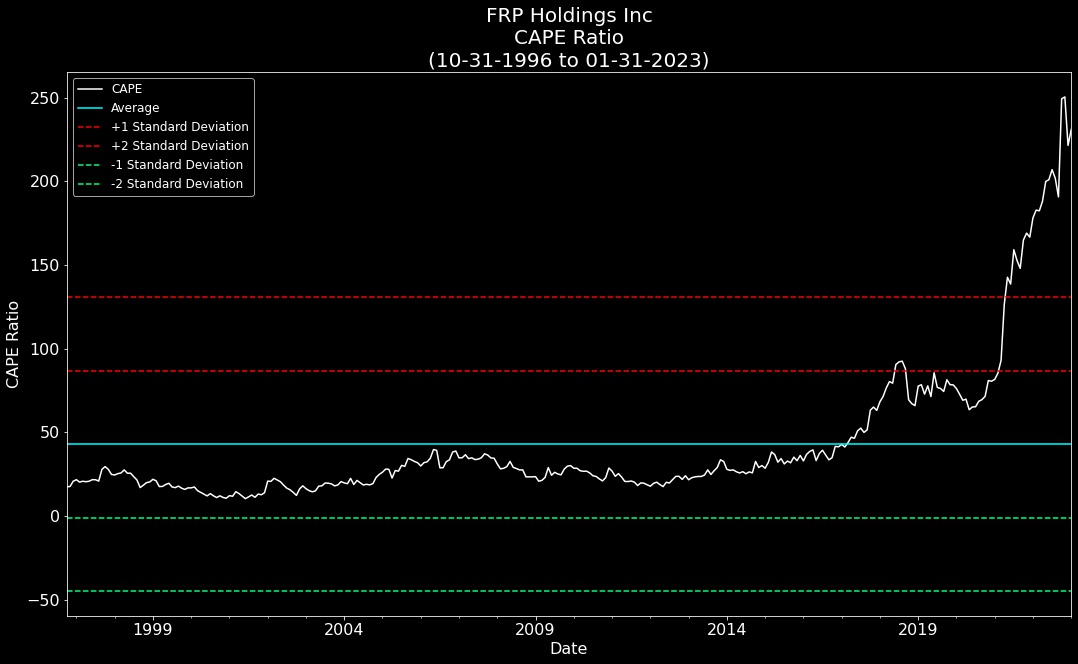 FRP Holdings Inc
CAPE Ratio
(10-31-1996 to 01-31-2023)
CAPE
Average
+1 Standard Deviation
+2 Standard Deviation
-1 Standard Deviation
-2 Standard Deviation
250
200
150
100
50
0
−50
CAPE Ratio
1999
2004
2009
2014
2019
Date